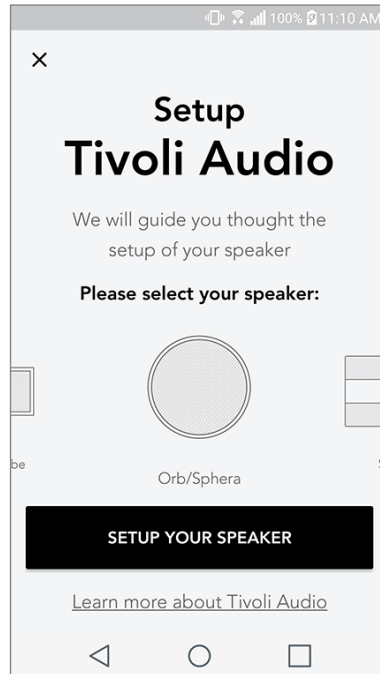 100% 11:10 AM
Setup
Tivoli Audio
We will guide you thought the
setup of your speaker
Please select your speaker:
be
Orb/Sphera
SETUP YOUR SPEAKER
Learn more about Tivoli Audio